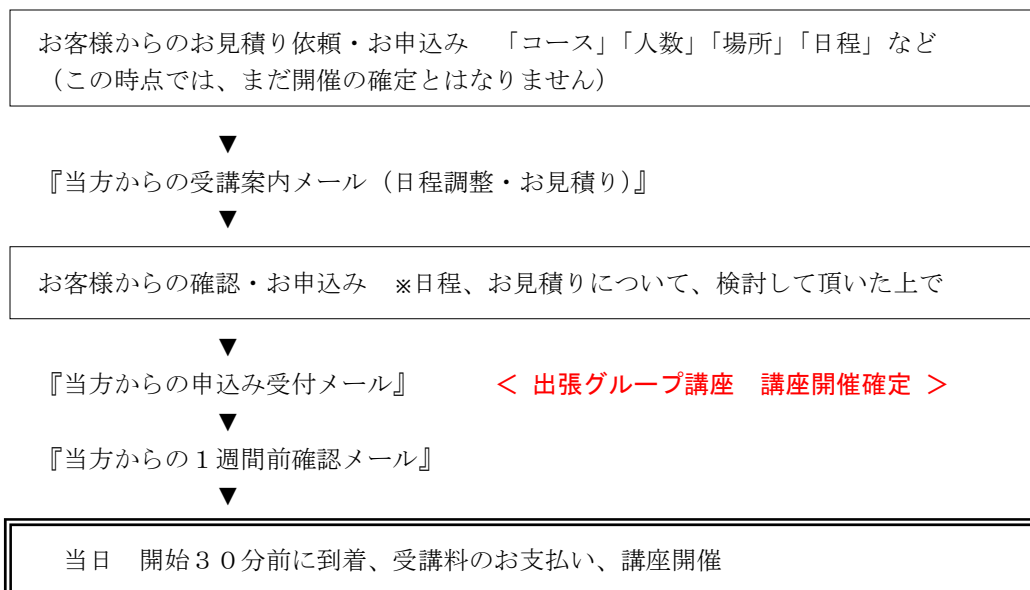 お客様からのお見積り依頼・お申込み　「コース」「人数」「場所」「日程」など
（この時点では、まだ開催の確定とはなりません）
▼
『当方からの受講案内メール（日程調整・お見積り）』
▼
お客様からの確認・お申込み　※日程、お見積りについて、検討して頂いた上で
▼
『当方からの申込み受付メール』　　＜ 出張グループ講座　講座開催確定 ＞
▼
『当方からの１週間前確認メール』
▼
当日　開始３０分前に到着、受講料のお支払い、講座開催